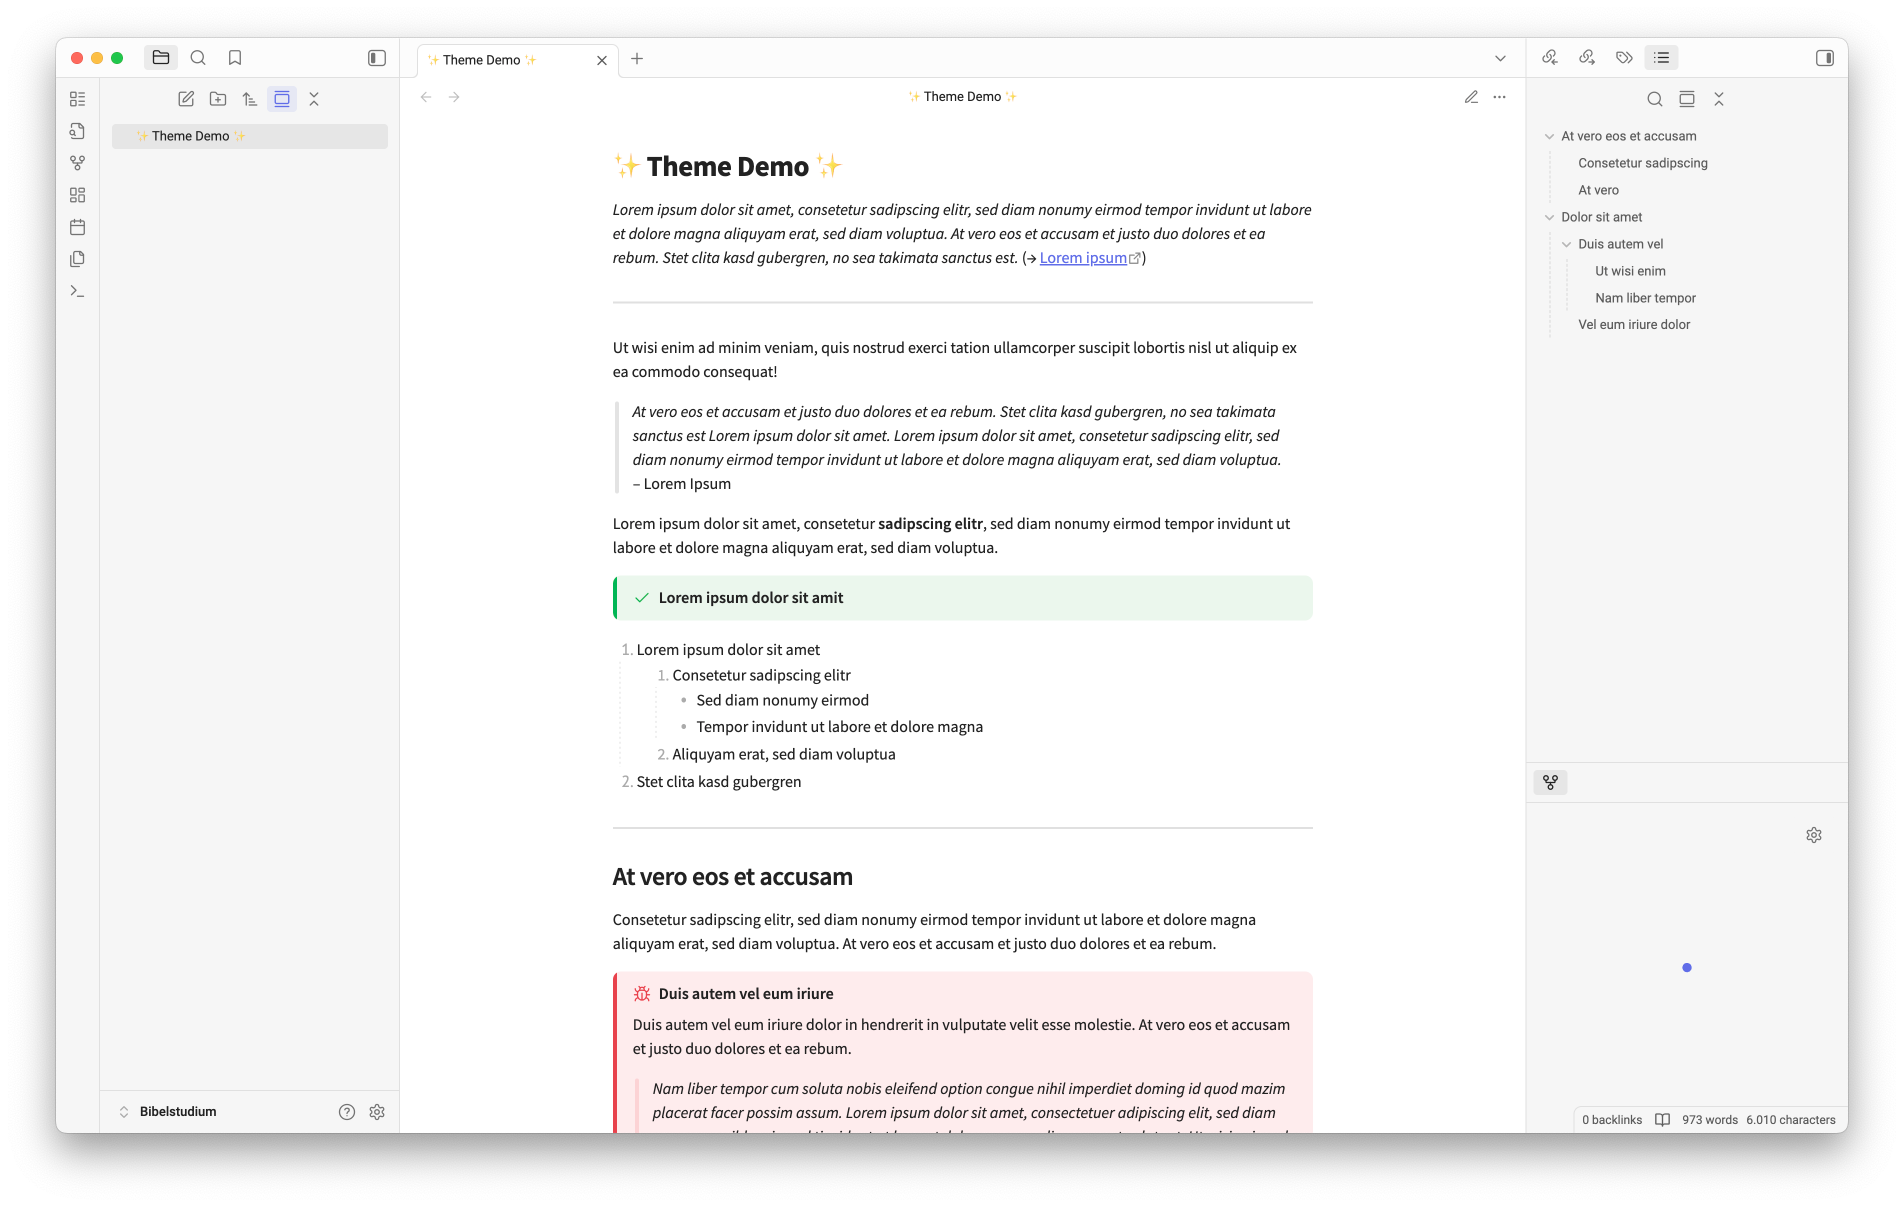 ✨ Theme Demo ✨
✨ Theme Demo ✨
✨ Theme Demo ✨
Bibelstudium
✨ Theme Demo ✨
Lorem ipsum dolor sit amet, consetetur sadipscing elitr, sed diam nonumy eirmod tempor invidunt ut labore
et dolore magna aliquyam erat, sed diam voluptua. At vero eos et accusam et justo duo dolores et ea
rebum. Stet clita kasd gubergren, no sea takimata sanctus est. (→ Lorem ipsum)
Ut wisi enim ad minim veniam, quis nostrud exerci tation ullamcorper suscipit lobortis nisl ut aliquip ex
ea commodo consequat!
At vero eos et accusam et justo duo dolores et ea rebum. Stet clita kasd gubergren, no sea takimata
sanctus est Lorem ipsum dolor sit amet. Lorem ipsum dolor sit amet, consetetur sadipscing elitr, sed
diam nonumy eirmod tempor invidunt ut labore et dolore magna aliquyam erat, sed diam voluptua.
– Lorem Ipsum
Lorem ipsum dolor sit amet, consetetur sadipscing elitr, sed diam nonumy eirmod tempor invidunt ut
labore et dolore magna aliquyam erat, sed diam voluptua.
Lorem ipsum dolor sit amit
1. Lorem ipsum dolor sit amet
1. Consetetur sadipscing elitr
• Sed diam nonumy eirmod
• Tempor invidunt ut labore et dolore magna
2. Aliquyam erat, sed diam voluptua
2. Stet clita kasd gubergren
At vero eos et accusam
Consetetur sadipscing elitr, sed diam nonumy eirmod tempor invidunt ut labore et dolore magna
aliquyam erat, sed diam voluptua. At vero eos et accusam et justo duo dolores et ea rebum.
Duis autem vel eum iriure
Duis autem vel eum iriure dolor in hendrerit in vulputate velit esse molestie. At vero eos et accusam
et justo duo dolores et ea rebum.
Nam liber tempor cum soluta nobis eleifend option congue nihil imperdiet doming id quod mazim
placerat facer possim assum. Lorem ipsum dolor sit amet, consectetuer adipiscing elit, sed diam
At vero eos et accusam
Consetetur sadipscing
At vero
Dolor sit amet
Duis autem vel
Ut wisi enim
Nam liber tempor
Vel eum iriure dolor
0 backlinks 973 words 6.010 characters